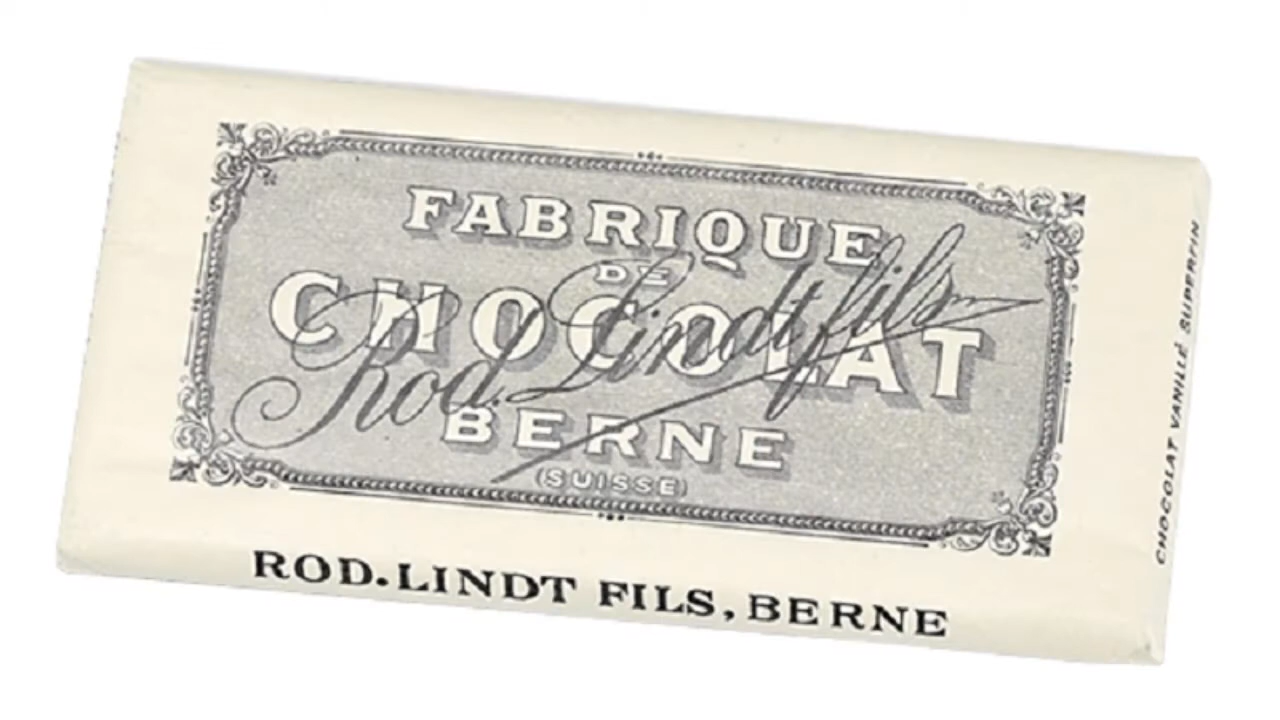 FABRIQUE
DE
CHOCOLAT
Rod. Lindt fils
BERNE
(SUISSE)
ROD. LINDT FILS, BERNE
CHOCOLAT VANILLÉ SUPERFIN